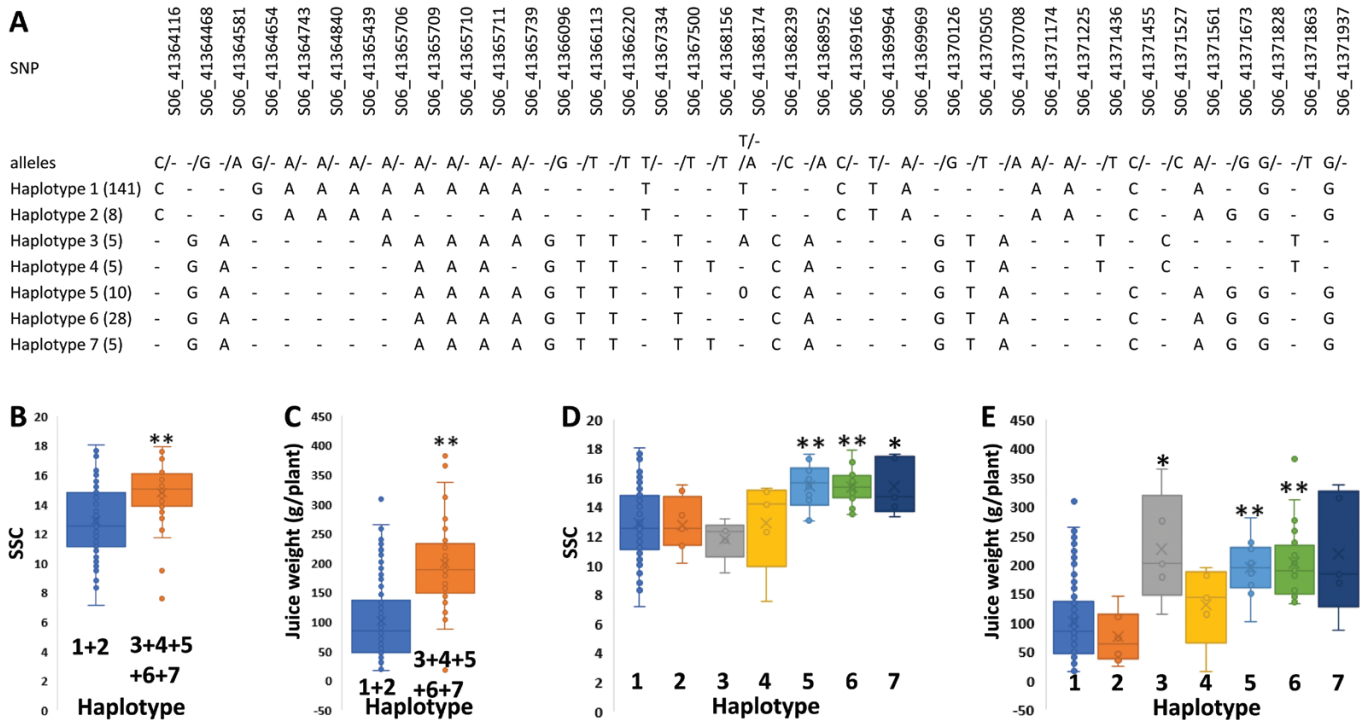 A
SNP
S06_41364116
S06_41364468
S06_41364581
S06_41364654
S06_41364743
S06_41364840
S06_41365439
S06_41365706
S06_41365709
S06_41365710
S06_41365711
S06_41365739
S06_41366096
S06_41366113
S06_41366220
S06_41367334
S06_41367500
S06_41368156
S06_41368174
S06_41368239
S06_41368952
S06_41369166
S06_41369964
S06_41369969
S06_41370126
S06_41370505
S06_41370708
S06_41371174
S06_41371225
S06_41371436
S06_41371455
S06_41371527
S06_41371561
S06_41371673
S06_41371828
S06_41371863
S06_41371937
T/-
alleles C/- -/G -/A G/- A/- A/- A/- A/- A/- A/- A/- A/- -/G -/T -/T T/- -/T -/T /A -/C -/A C/- T/- A/- -/G -/T -/A A/- A/- -/T C/- -/C A/- -/G G/- -/T G/-
Haplotype 1 (141) C - - G A A A A A A A A - - - T - - T - - C T A - - - A A - C - A - G - G
Haplotype 2 (8) C - - G A A A A - - - A - - - T - - T - - C T A - - - A A - C - A G G - G
Haplotype 3 (5) - G A - - - - A A A A A G T T - T - A C A - - - G T A - - T - C - - - T -
Haplotype 4 (5) - G A - - - - - A A A - G T T - T T - C A - - - G T A - - T - C - - - T -
Haplotype 5 (10) - G A - - - - - A A A A G T T - T - 0 C A - - - G T A - - - C - A G G - G
Haplotype 6 (28) - G A - - - - - A A A A G T T - T - - C A - - - G T A - - - C - A G G - G
Haplotype 7 (5) - G A - - - - - A A A A G T T - T T - C A - - - G T A - - - C - A G G - G
B
SSC
20
18
16
14
12
10
8
6
4
2
0
**
1+2
3+4+5
+6+7
Haplotype
C
Juice weight (g/plant)
450
400
350
300
250
200
150
100
50
0
-50
**
1+2
3+4+5
+6+7
Haplotype
D
SSC
20
18
16
14
12
10
8
6
4
2
0
** ** *
1 2 3 4 5 6 7
Haplotype
E
Juice weight (g/plant)
450
400
350
300
250
200
150
100
50
0
-50
* ** **
1 2 3 4 5 6 7
Haplotype